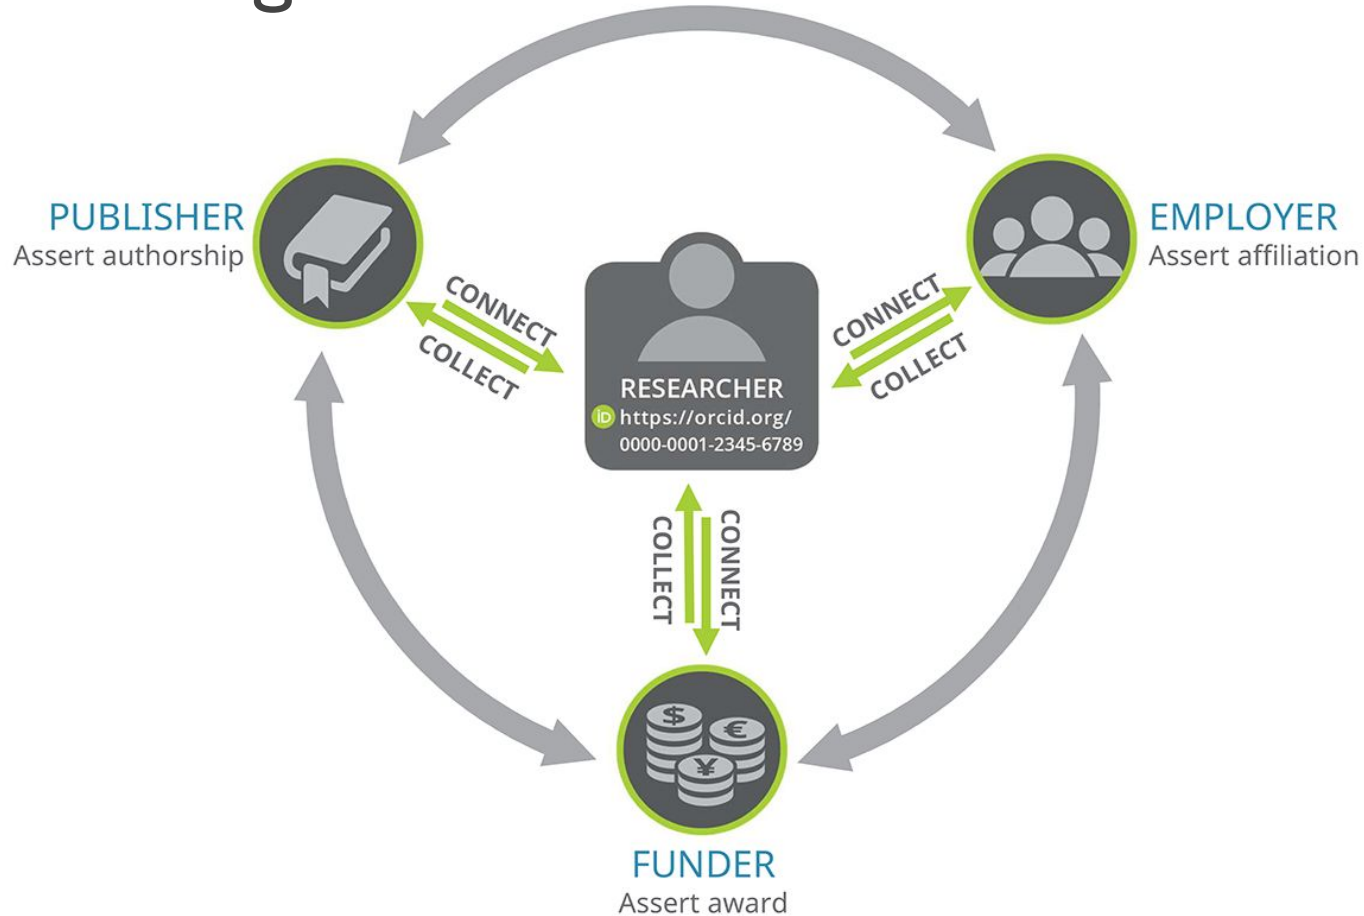 PUBLISHER
Assert authorship
EMPLOYER
Assert affiliation
CONNECT
COLLECT
CONNECT
COLLECT
RESEARCHER
iD https://orcid.org/
0000-0001-2345-6789
COLLECT
CONNECT
$
€
¥
FUNDER
Assert award